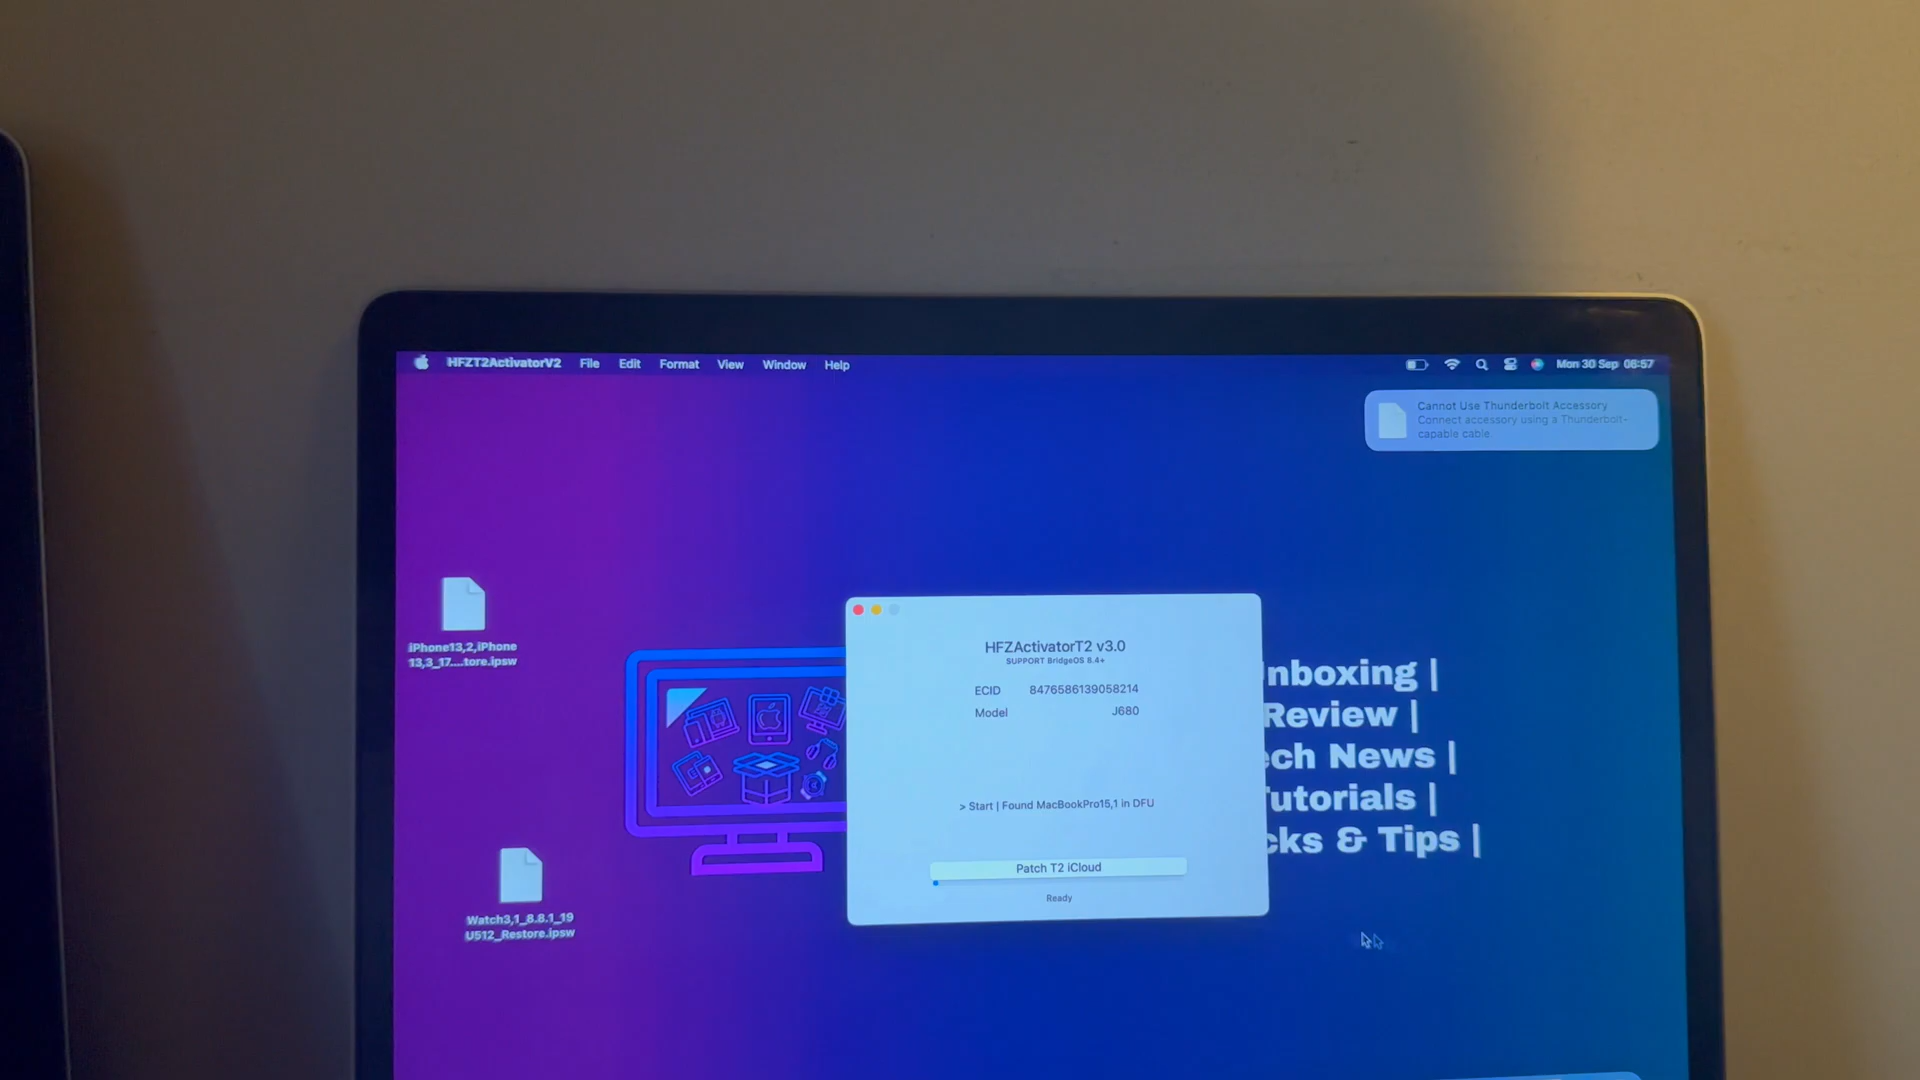 HFZT2ActivatorV2 File Edit Format View Window Help Mon 30 Sep 06:57
Cannot Use Thunderbolt Accessory
Connect accessory using a Thunderbolt-
capable cable.
iPhone13,2,iPhone
13,3_17....tore.ipsw
HFZActivatorT2 v3.0
SUPPORT BridgeOS 8.4+
ECID 8476586139058214
Model J680
> Start | Found MacBookPro15,1 in DFU
Patch T2 iCloud
Ready
nboxing |
Review |
ech News |
utorials |
cks & Tips |
Watch3,1_8.8.1_19
U512_Restore.ipsw